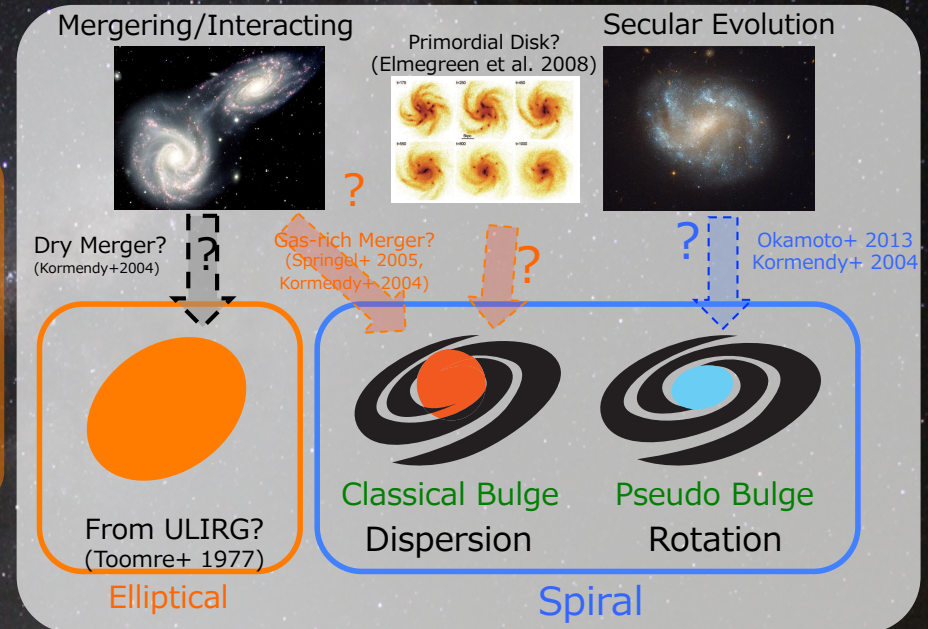 Mergering/Interacting
Primordial Disk?
(Elmegreen et al. 2008)
Secular Evolution
?
Dry Merger?
(Kormendy+2004)
?
Gas-rich Merger?
(Springel+ 2005,
Kormendy+ 2004)
?
?
Okamoto+ 2013
Kormendy+ 2004
From ULIRG?
(Toomre+ 1977)
Elliptical
Classical Bulge
Dispersion
Pseudo Bulge
Rotation
Spiral